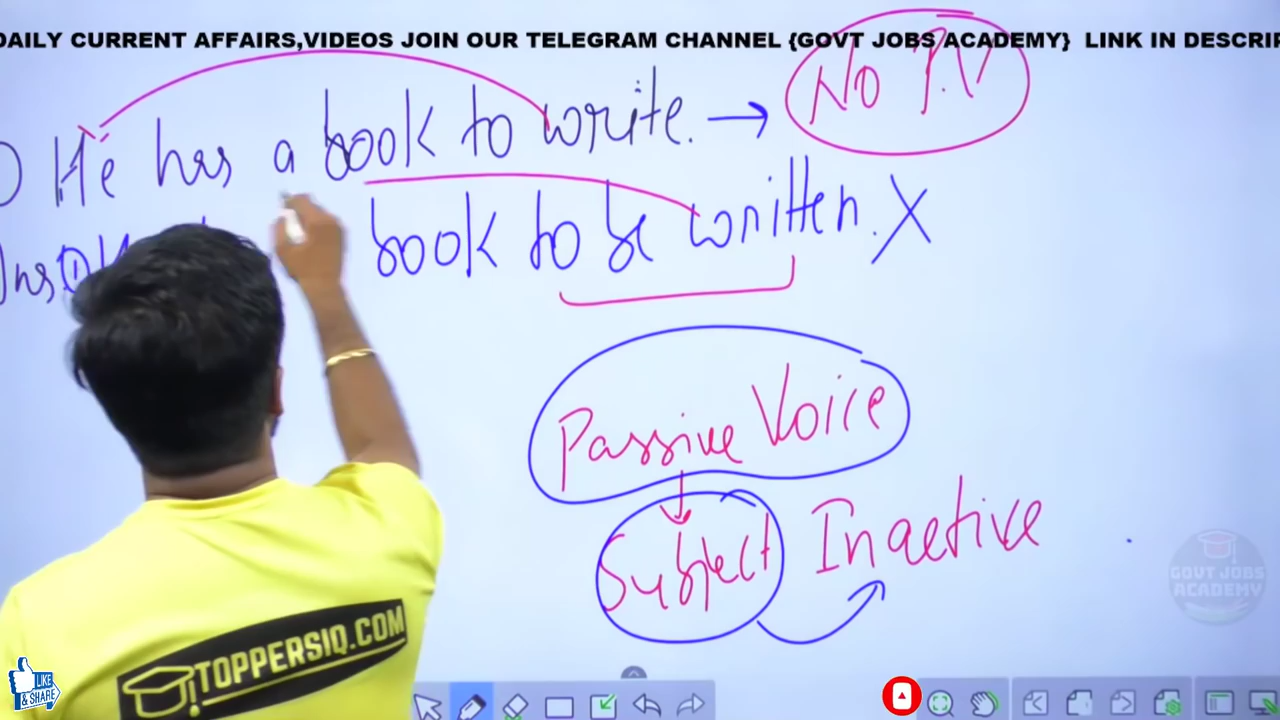 DAILY CURRENT AFFAIRS,VIDEOS JOIN OUR TELEGRAM CHANNEL {GOVT JOBS ACADEMY} LINK IN DESCRIP
He has a book to write. → No P.V
book to be written. X
Passive Voice
Subject Inactive
GOVT JOBS
ACADEMY
TOPPERSIQ.COM
LIKE
& SHARE